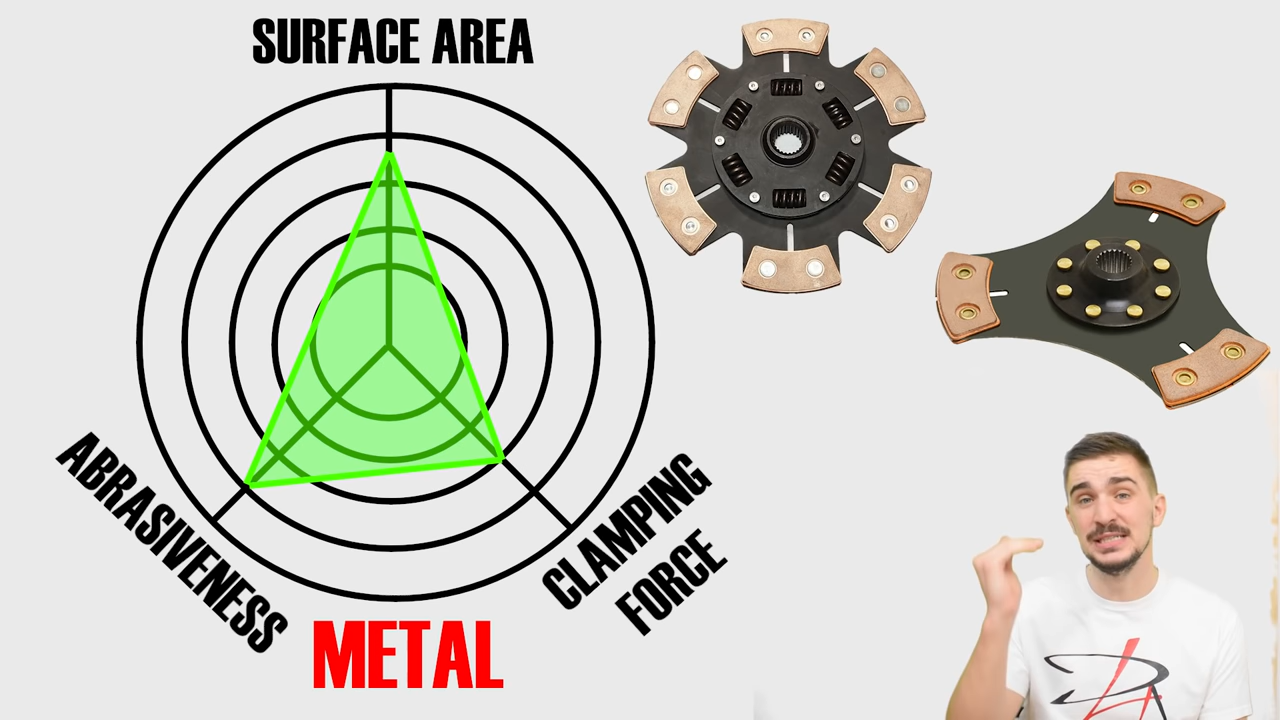 SURFACE AREA
ABRASIVENESS
CLAMPING
FORCE
METAL